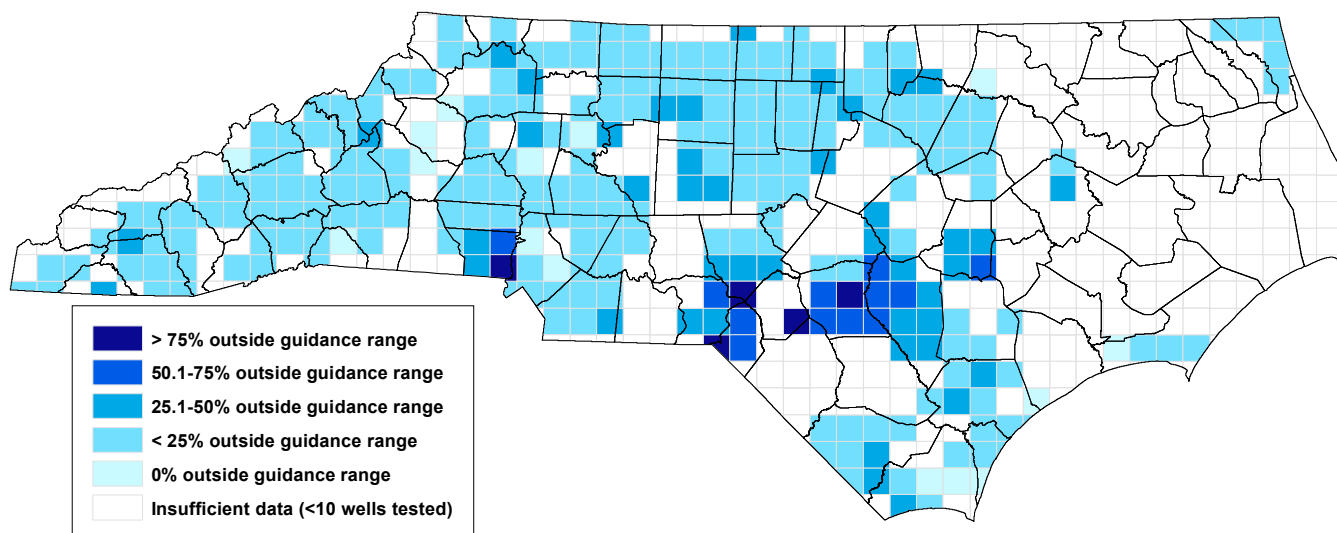 > 75% outside guidance range
50.1-75% outside guidance range
25.1-50% outside guidance range
< 25% outside guidance range
0% outside guidance range
Insufficient data (<10 wells tested)